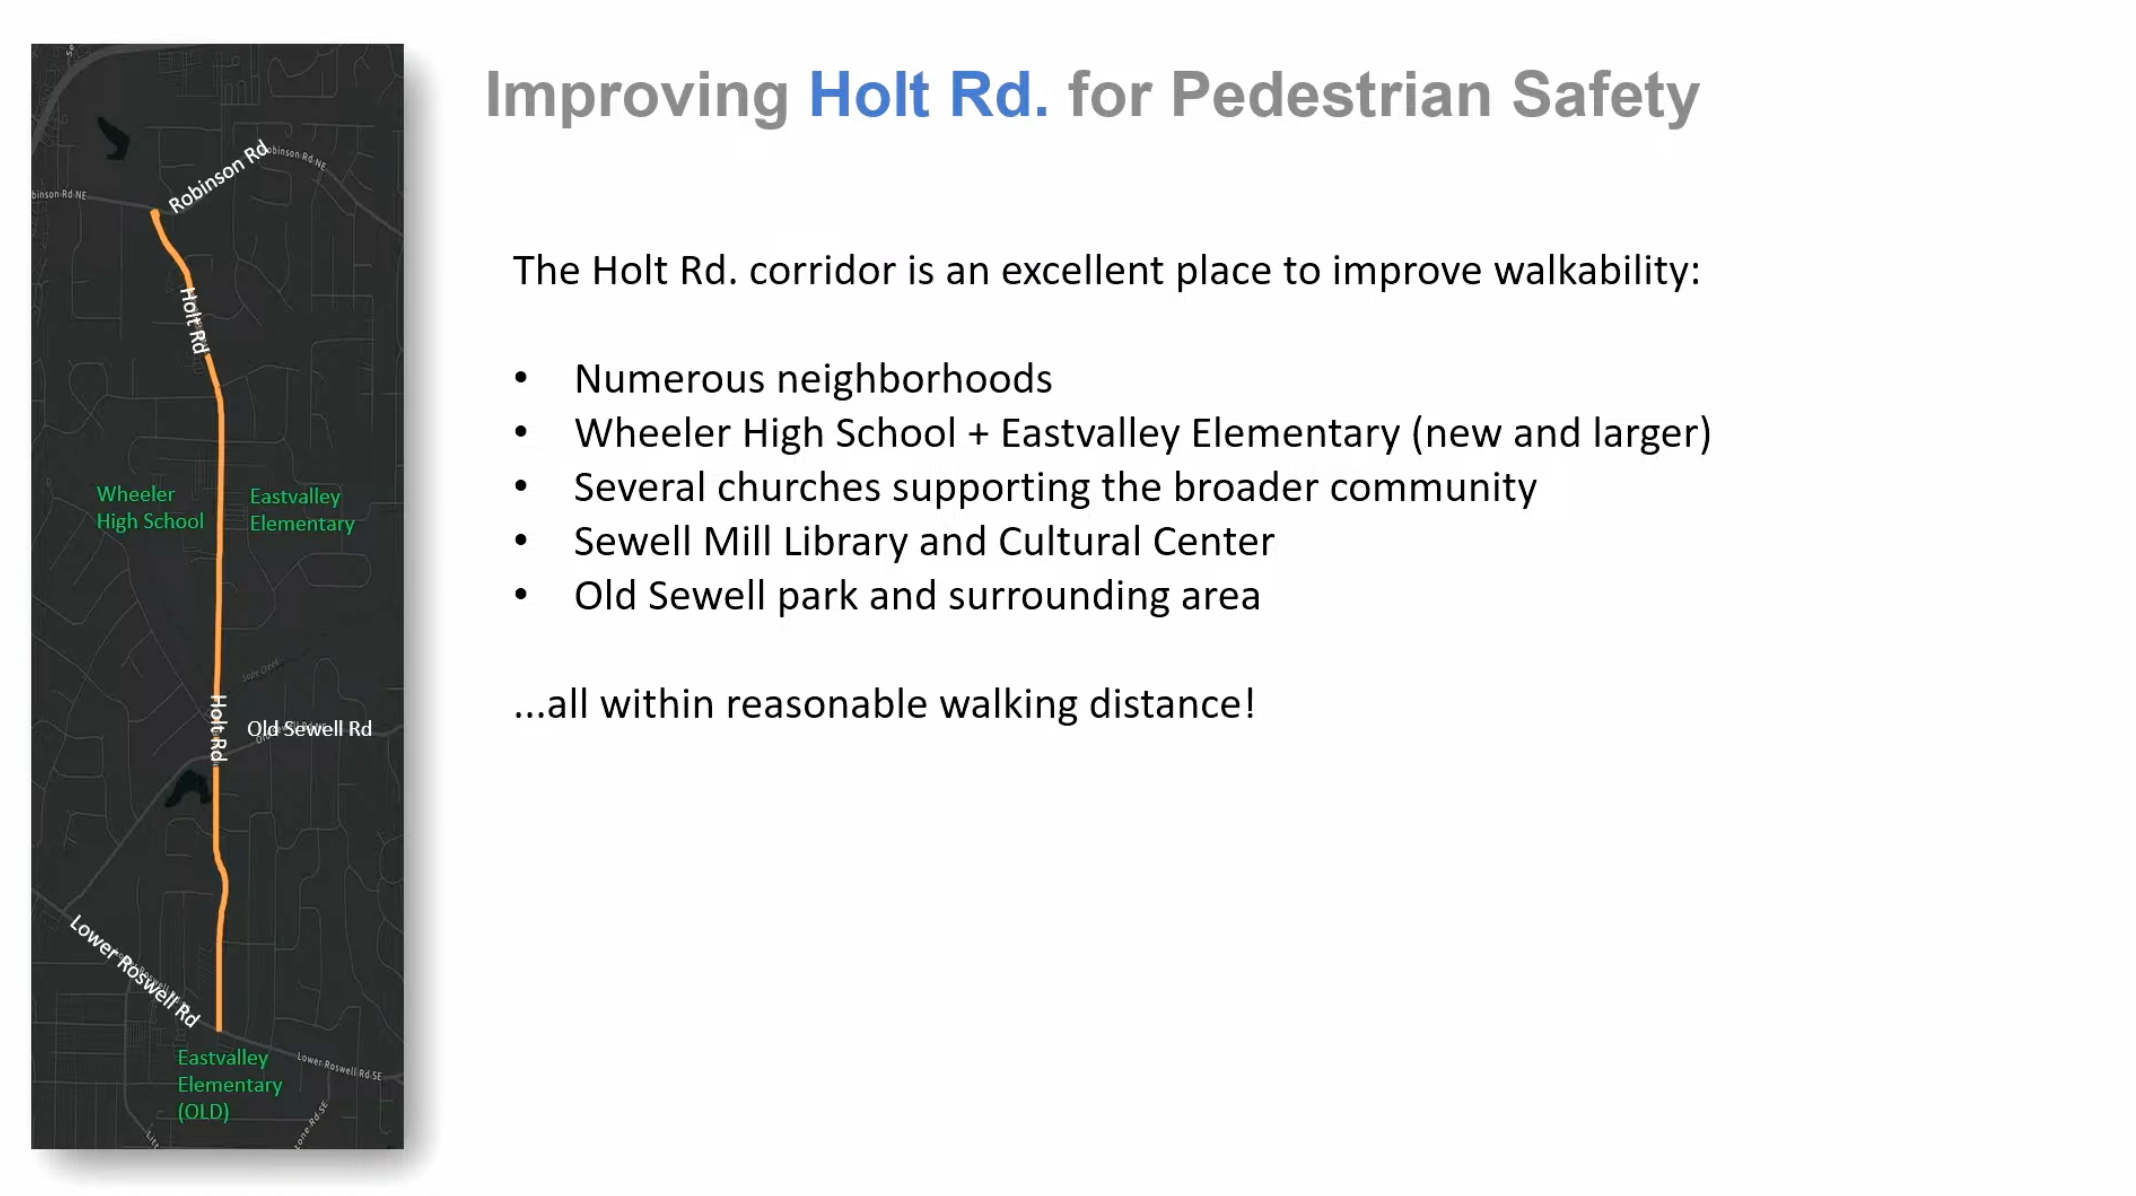 Improving Holt Rd. for Pedestrian Safety
The Holt Rd. corridor is an excellent place to improve walkability:
• Numerous neighborhoods
• Wheeler High School + Eastvalley Elementary (new and larger)
• Several churches supporting the broader community
• Sewell Mill Library and Cultural Center
• Old Sewell park and surrounding area
...all within reasonable walking distance!
Robinson Rd
Holt Rd
Wheeler
High School
Eastvalley
Elementary
Sope Creek
Holt Rd
Old Sewell Rd
Lower Roswell Rd
Lower Roswell Rd SE
Eastvalley
Elementary
(OLD)